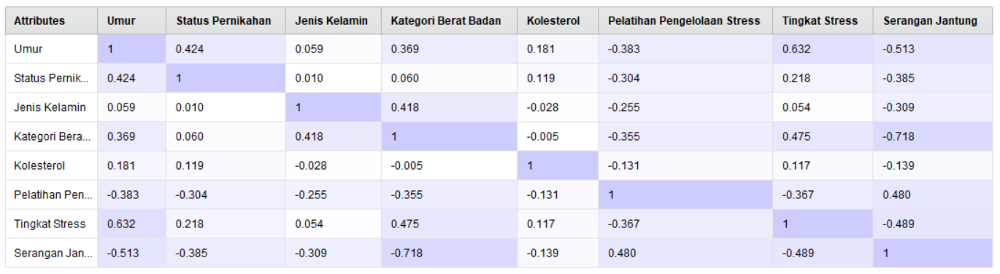 Attributes Umur Status Pernikahan Jenis Kelamin Kategori Berat Badan Kolesterol Pelatihan Pengelolaan Stress Tingkat Stress Serangan Jantung
Umur 1 0.424 0.059 0.369 0.181 -0.383 0.632 -0.513
Status Pernik... 0.424 1 0.010 0.060 0.119 -0.304 0.218 -0.385
Jenis Kelamin 0.059 0.010 1 0.418 -0.028 -0.255 0.054 -0.309
Kategori Bera... 0.369 0.060 0.418 1 -0.005 -0.355 0.475 -0.718
Kolesterol 0.181 0.119 -0.028 -0.005 1 -0.131 0.117 -0.139
Pelatihan Pen... -0.383 -0.304 -0.255 -0.355 -0.131 1 -0.367 0.480
Tingkat Stress 0.632 0.218 0.054 0.475 0.117 -0.367 1 -0.489
Serangan Jan... -0.513 -0.385 -0.309 -0.718 -0.139 0.480 -0.489 1